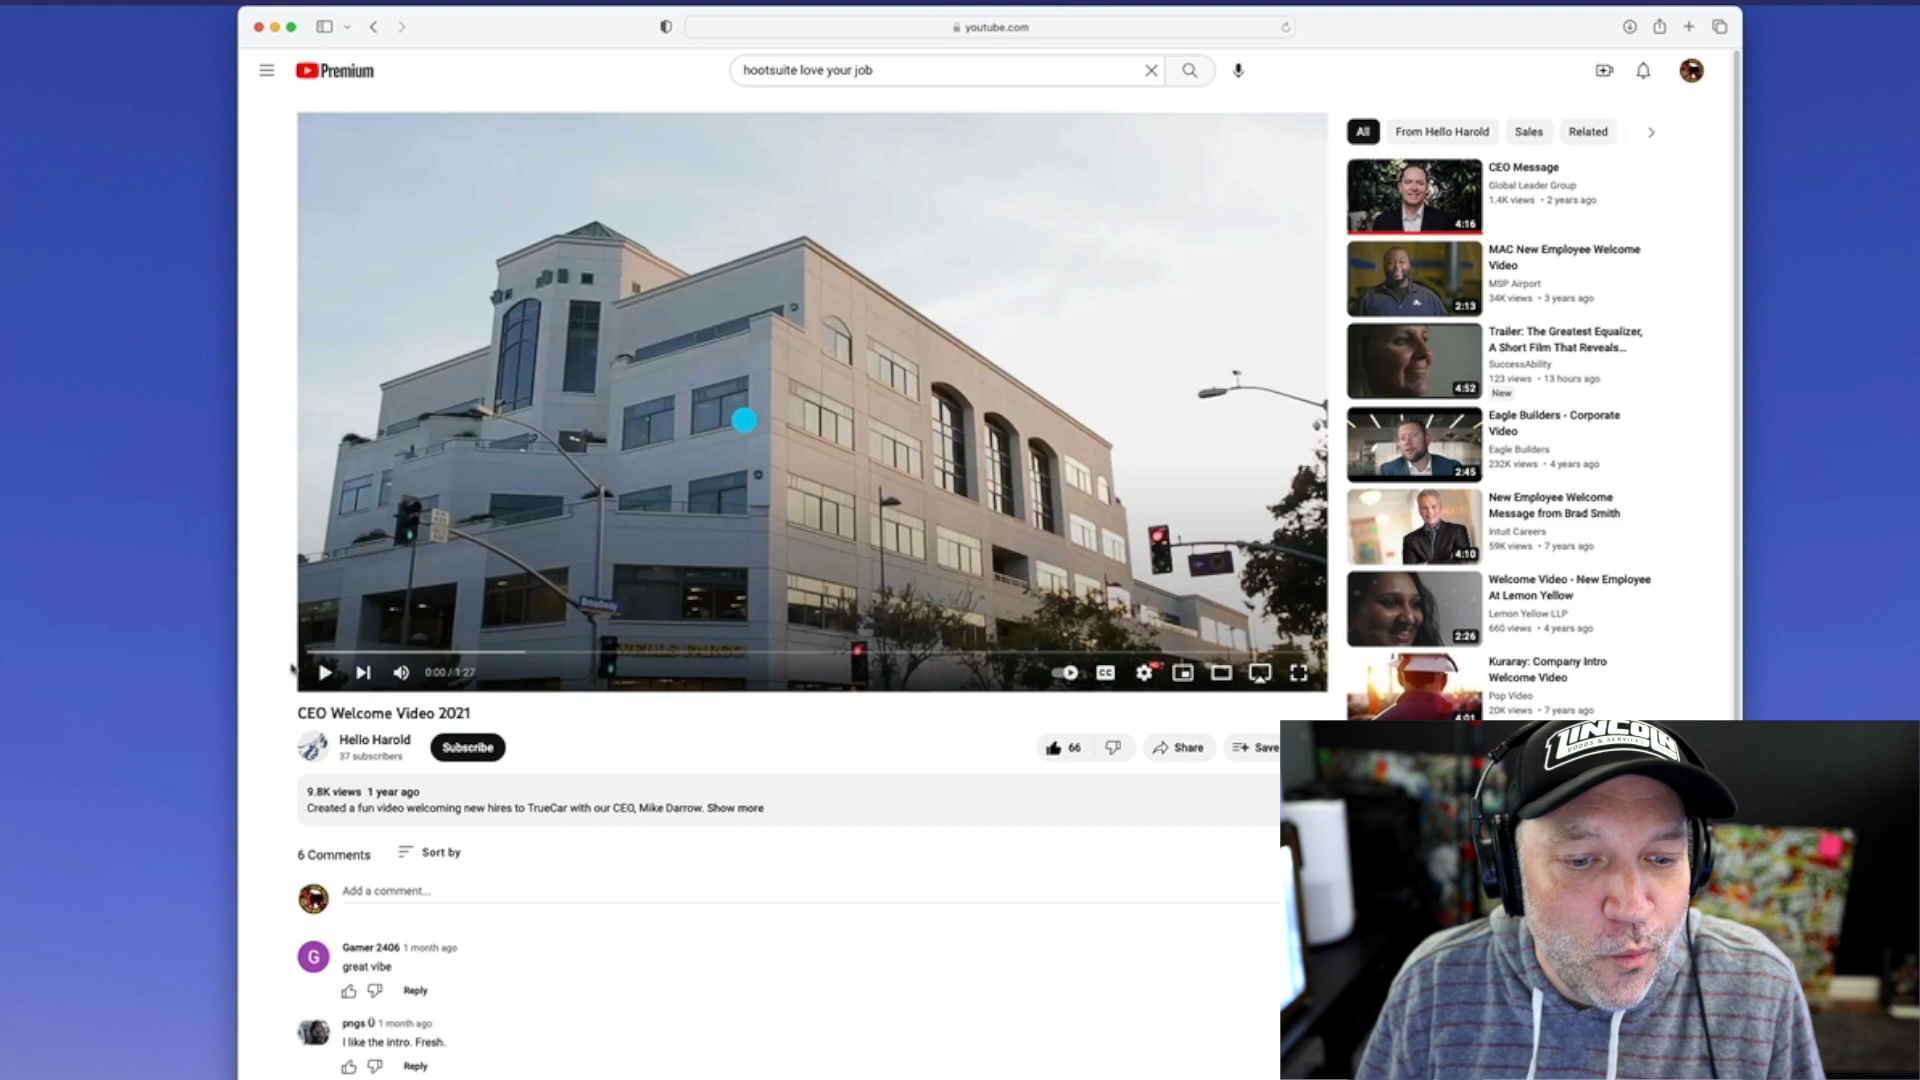 youtube.com
Premium
hootsuite love your job
All
From Hello Harold
Sales
Related
CEO Message
Global Leader Group
1.4K views • 2 years ago
4:16
MAC New Employee Welcome
Video
MSP Airport
34K views • 3 years ago
2:13
Trailer: The Greatest Equalizer,
A Short Film That Reveals...
SuccessAbility
123 views • 13 hours ago
New
4:52
Eagle Builders - Corporate
Video
Eagle Builders
232K views • 4 years ago
2:45
New Employee Welcome
Message from Brad Smith
Intuit Careers
59K views • 7 years ago
4:10
Welcome Video - New Employee
At Lemon Yellow
Lemon Yellow LLP
660 views • 4 years ago
2:26
Kuraray: Company Intro
Welcome Video
Pop Video
20K views • 7 years ago
4:01
Broadway
WELLS FARGO
0:00 / 1:27
CC
CEO Welcome Video 2021
Hello Harold
37 subscribers
Subscribe
66
Share
Save
9.8K views 1 year ago
Created a fun video welcoming new hires to TrueCar with our CEO, Mike Darrow. Show more
6 Comments
Sort by
Add a comment...
G
Gamer 2406 1 month ago
great vibe
Reply
pngs Ü 1 month ago
I like the intro. Fresh.
Reply
LINCOLN
GOODS & SERVICES